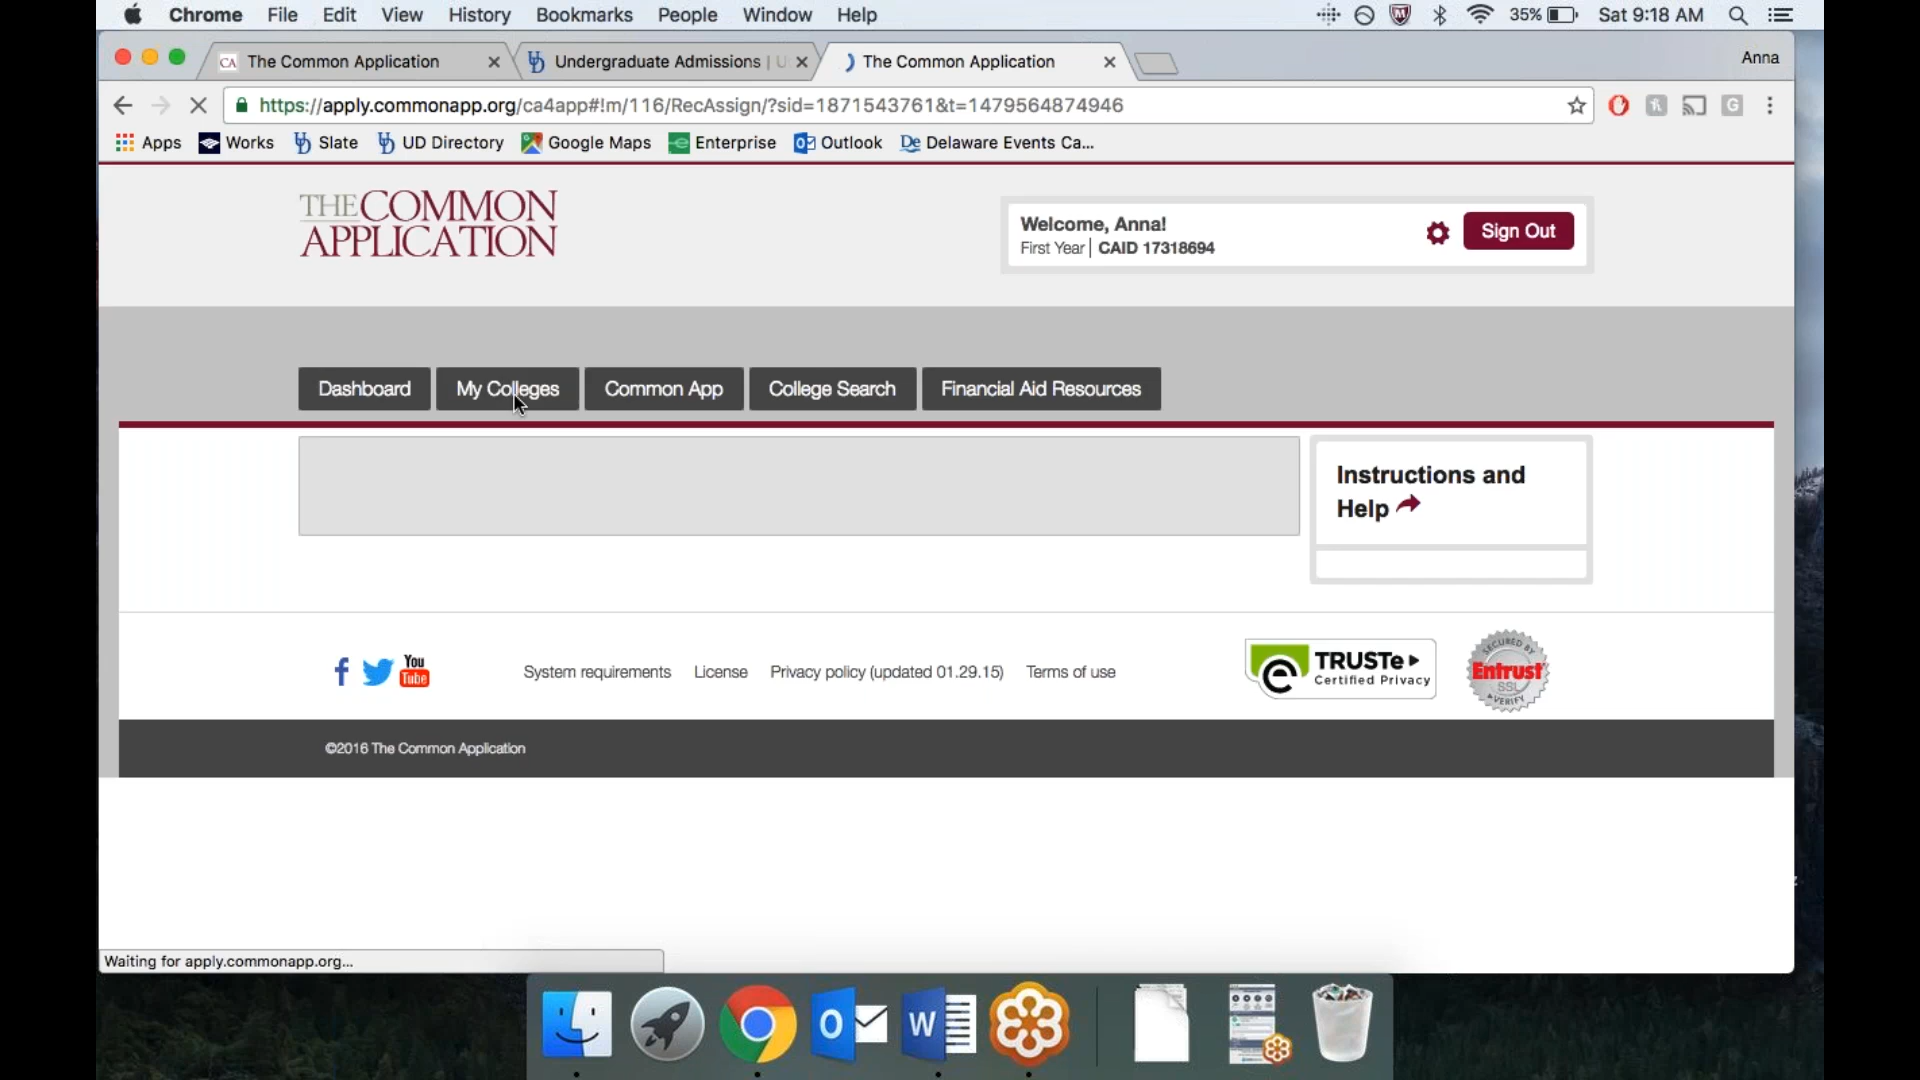 Chrome File Edit View History Bookmarks People Window Help 35% Sat 9:18 AM
CA The Common Application Undergraduate Admissions | U The Common Application Anna
https://apply.commonapp.org/ca4app#!m/116/RecAssign/?sid=1871543761&t=1479564874946
Apps Works Slate UD Directory Google Maps Enterprise Outlook Delaware Events Ca...
THE COMMON
APPLICATION
Welcome, Anna!
First Year | CAID 17318694
Sign Out
Dashboard My Colleges Common App College Search Financial Aid Resources
Instructions and
Help
You
Tube
System requirements License Privacy policy (updated 01.29.15) Terms of use
TRUSTe
Certified Privacy
SECURED BY
Entrust
SSL
VERIFY
©2016 The Common Application
Waiting for apply.commonapp.org...